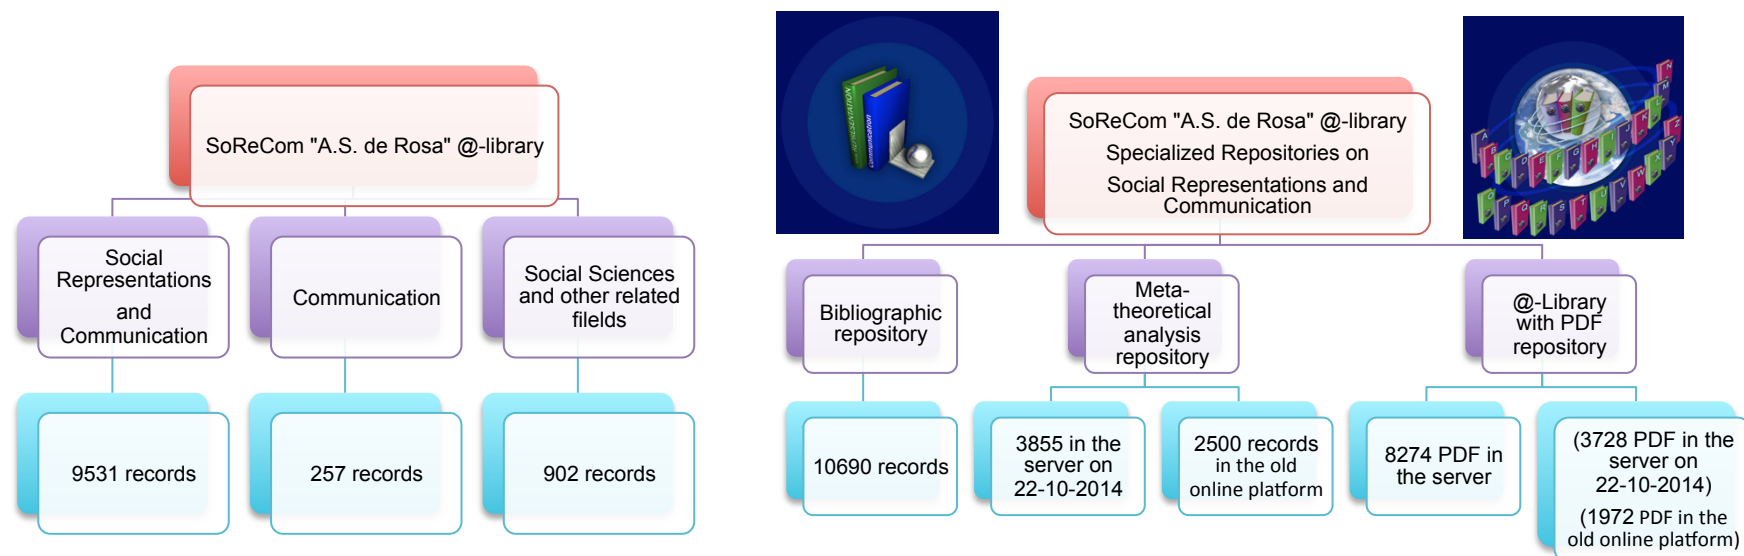 SoReCom "A.S. de Rosa" @-library
Social
Representations
and
Communication
Communication
Social Sciences
and other related
filelds
9531 records
257 records
902 records
REPRESENTATION
Communication
SoReCom "A.S. de Rosa" @-library
Specialized Repositories on
Social Representations and
Communication
Bibliographic
repository
Meta-
theoretical
analysis
repository
@-Library
with PDF
repository
10690 records
3855 in the
server on
22-10-2014
2500 records
in the old
online platform
8274 PDF in
the server
(3728 PDF in the
server on
22-10-2014)
(1972 PDF in the
old online platform)